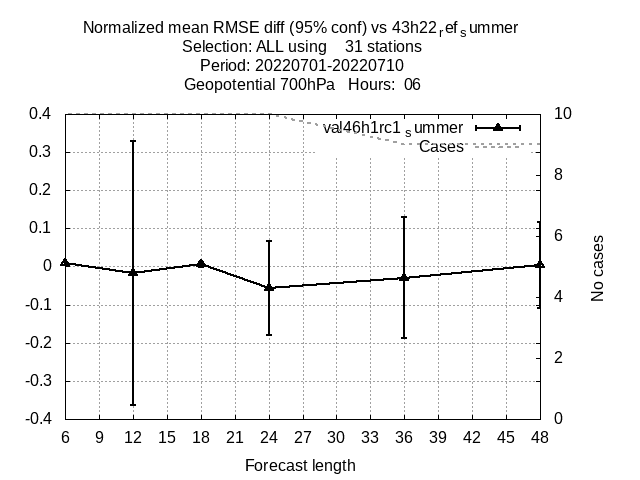 Normalized mean RMSE diff (95% conf) vs 43h22ref summer
Selection: ALL using 31 stations
Period: 20220701-20220710
Geopotential 700hPa Hours: 06
val46h1rc1summer
Cases
0.4
0.3
0.2
0.1
0
-0.1
-0.2
-0.3
-0.4
10
8
6
4
2
0
No cases
6 9 12 15 18 21 24 27 30 33 36 39 42 45 48
Forecast length